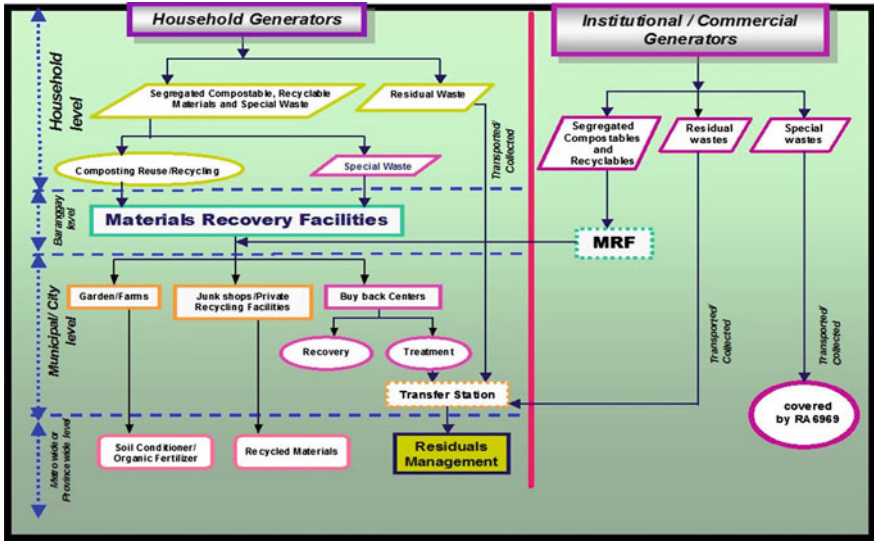 Household Generators
Institutional / Commercial
Generators
Household
level
Segregated Compostable, Recyclable
Materials and Special Waste
Residual Waste
Transported/
Collected
Segregated
Compostables
and
Recyclables
Residual
wastes
Special
wastes
Composting Reuse/Recycling
Special Waste
Baranggay
level
Materials Recovery Facilities
MRF
Municipal/ City
level
Garden/Farms
Junk shops/Private
Recycling Facilities
Buy back Centers
Recovery
Treatment
Transfer Station
Transported/
Collected
Transported/
Collected
covered
by RA6969
Metro wide or
Province wide level
Soil Conditioner/
Organic Fertilizer
Recycled Materials
Residuals
Management